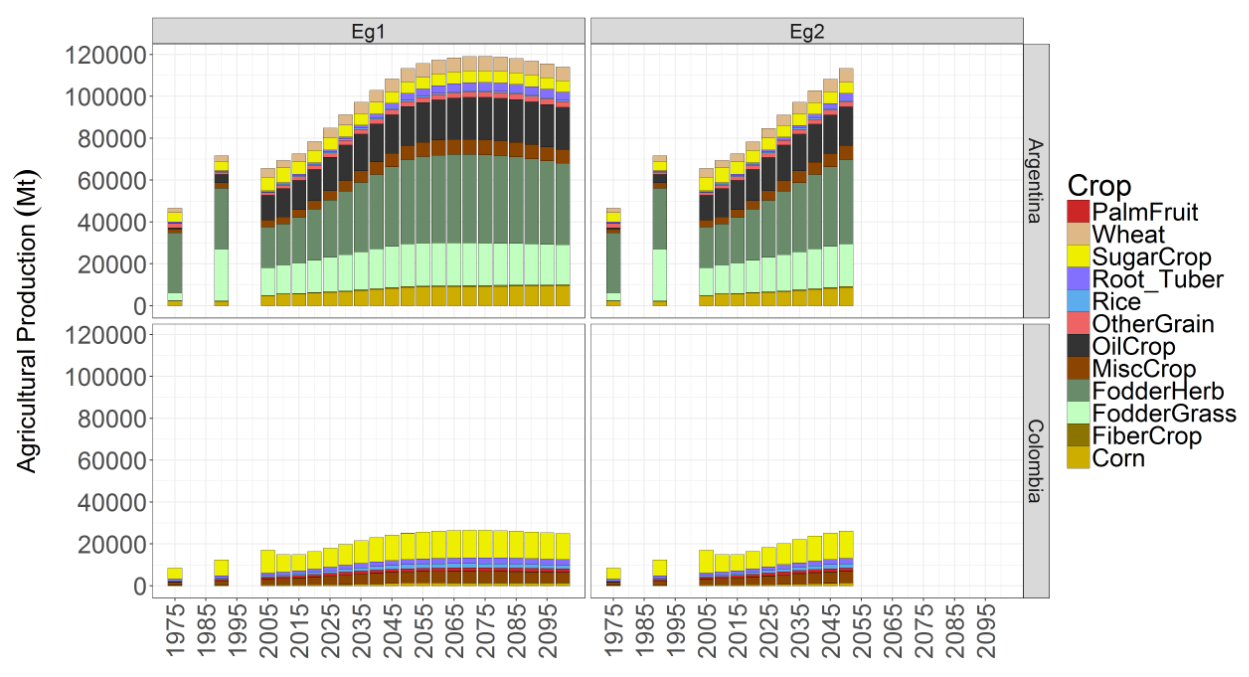 Eg1
Eg2
Agricultural Production (Mt)
120000
100000
80000
60000
40000
20000
0
Argentina
120000
100000
80000
60000
40000
20000
0
Colombia
1975 1985 1995 2005 2015 2025 2035 2045 2055 2065 2075 2085 2095
1975 1985 1995 2005 2015 2025 2035 2045 2055 2065 2075 2085 2095
Crop
PalmFruit
Wheat
SugarCrop
Root_Tuber
Rice
OtherGrain
OilCrop
MiscCrop
FodderHerb
FodderGrass
FiberCrop
Corn